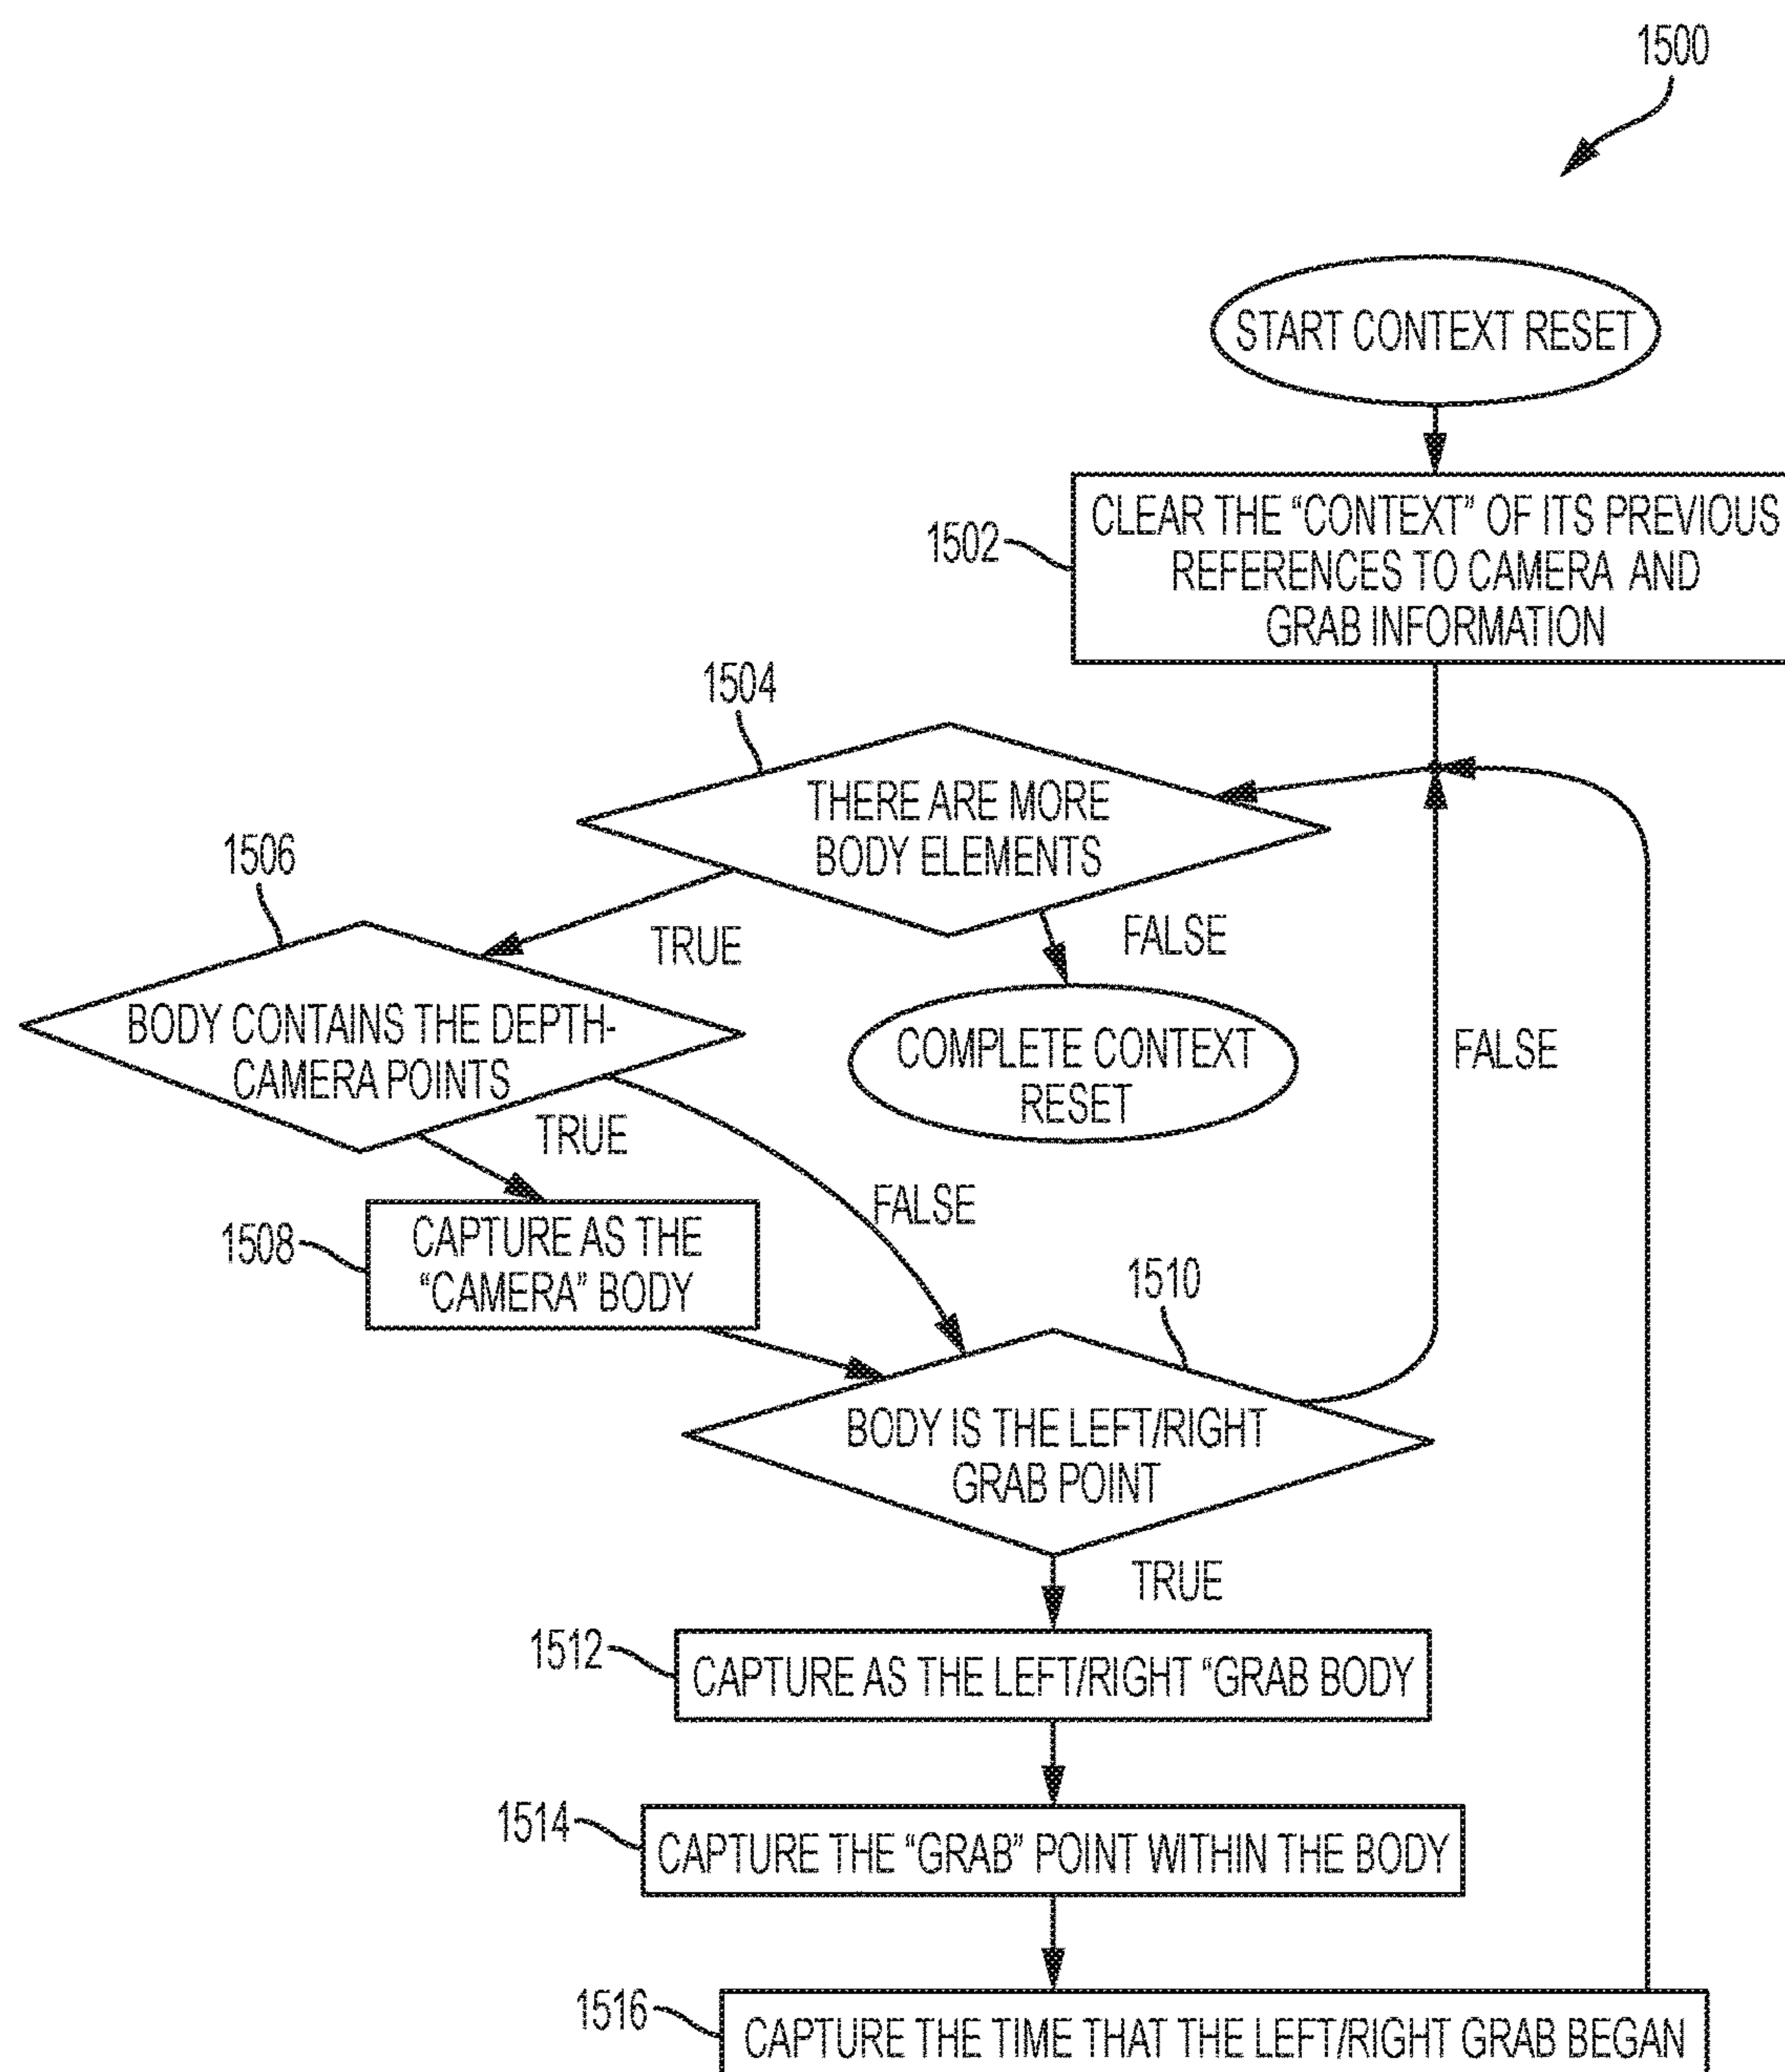 1500
START CONTEXT RESET
1502
CLEAR THE “CONTEXT” OF ITS PREVIOUS
REFERENCES TO CAMERA AND
GRAB INFORMATION
1504
THERE ARE MORE
BODY ELEMENTS
TRUE
FALSE
1506
BODY CONTAINS THE DEPTH-
CAMERA POINTS
COMPLETE CONTEXT
RESET
FALSE
TRUE
FALSE
1508
CAPTURE AS THE
“CAMERA” BODY
1510
BODY IS THE LEFT/RIGHT
GRAB POINT
TRUE
1512
CAPTURE AS THE LEFT/RIGHT “GRAB BODY
1514
CAPTURE THE “GRAB” POINT WITHIN THE BODY
1516
CAPTURE THE TIME THAT THE LEFT/RIGHT GRAB BEGAN